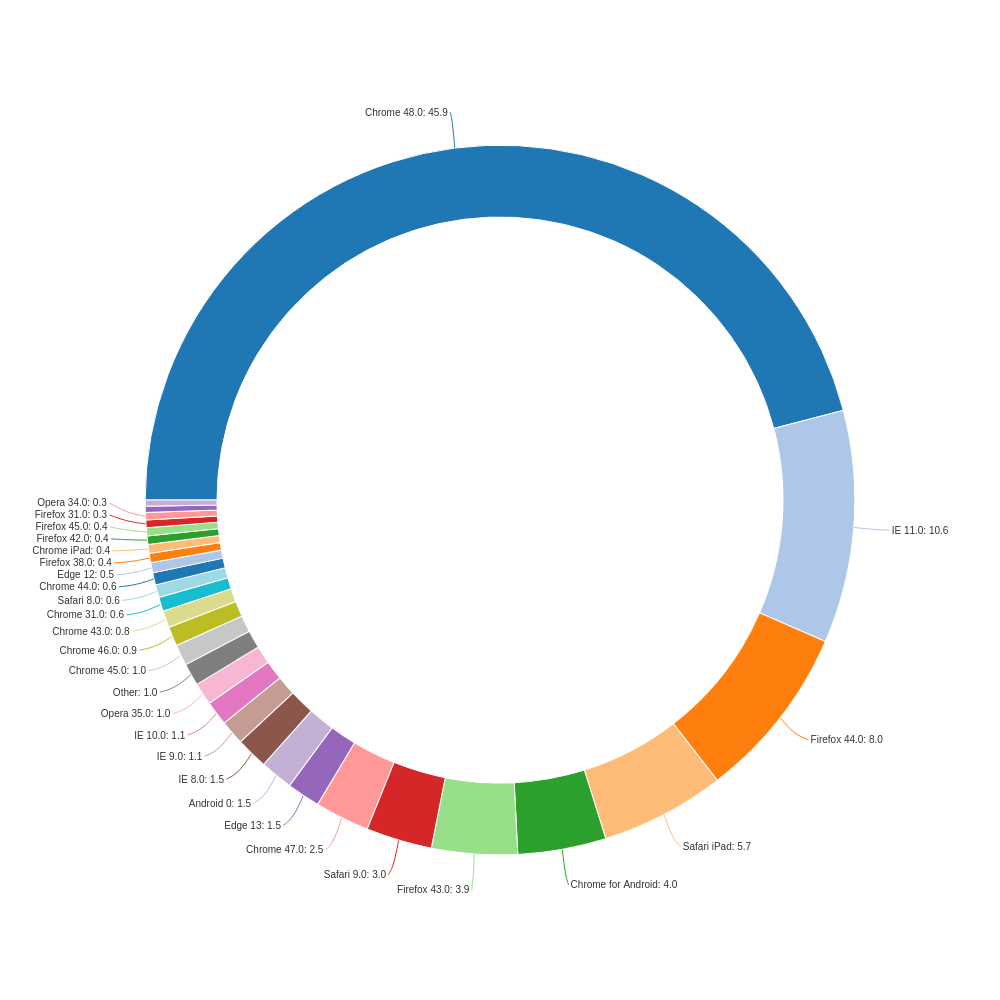 Chrome 48.0: 45.9
IE 11.0: 10.6
Firefox 44.0: 8.0
Safari iPad: 5.7
Chrome for Android: 4.0
Firefox 43.0: 3.9
Safari 9.0: 3.0
Chrome 47.0: 2.5
Edge 13: 1.5
Android 0: 1.5
IE 8.0: 1.5
IE 9.0: 1.1
IE 10.0: 1.1
Opera 35.0: 1.0
Other: 1.0
Chrome 45.0: 1.0
Chrome 46.0: 0.9
Chrome 43.0: 0.8
Chrome 31.0: 0.6
Safari 8.0: 0.6
Chrome 44.0: 0.6
Edge 12: 0.5
Firefox 38.0: 0.4
Chrome iPad: 0.4
Firefox 42.0: 0.4
Firefox 45.0: 0.4
Firefox 31.0: 0.3
Opera 34.0: 0.3